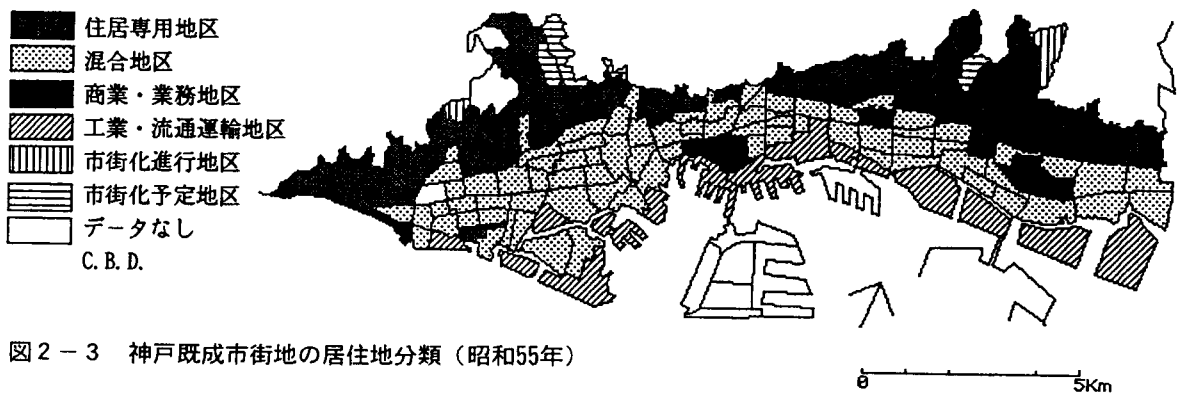 住居専用地区
混合地区
商業・業務地区
工業・流通運輸地区
市街化進行地区
市街化予定地区
データなし
C.B.D.
図2-3 神戸既成市街地の居住地分類(昭和55年)
0 5Km